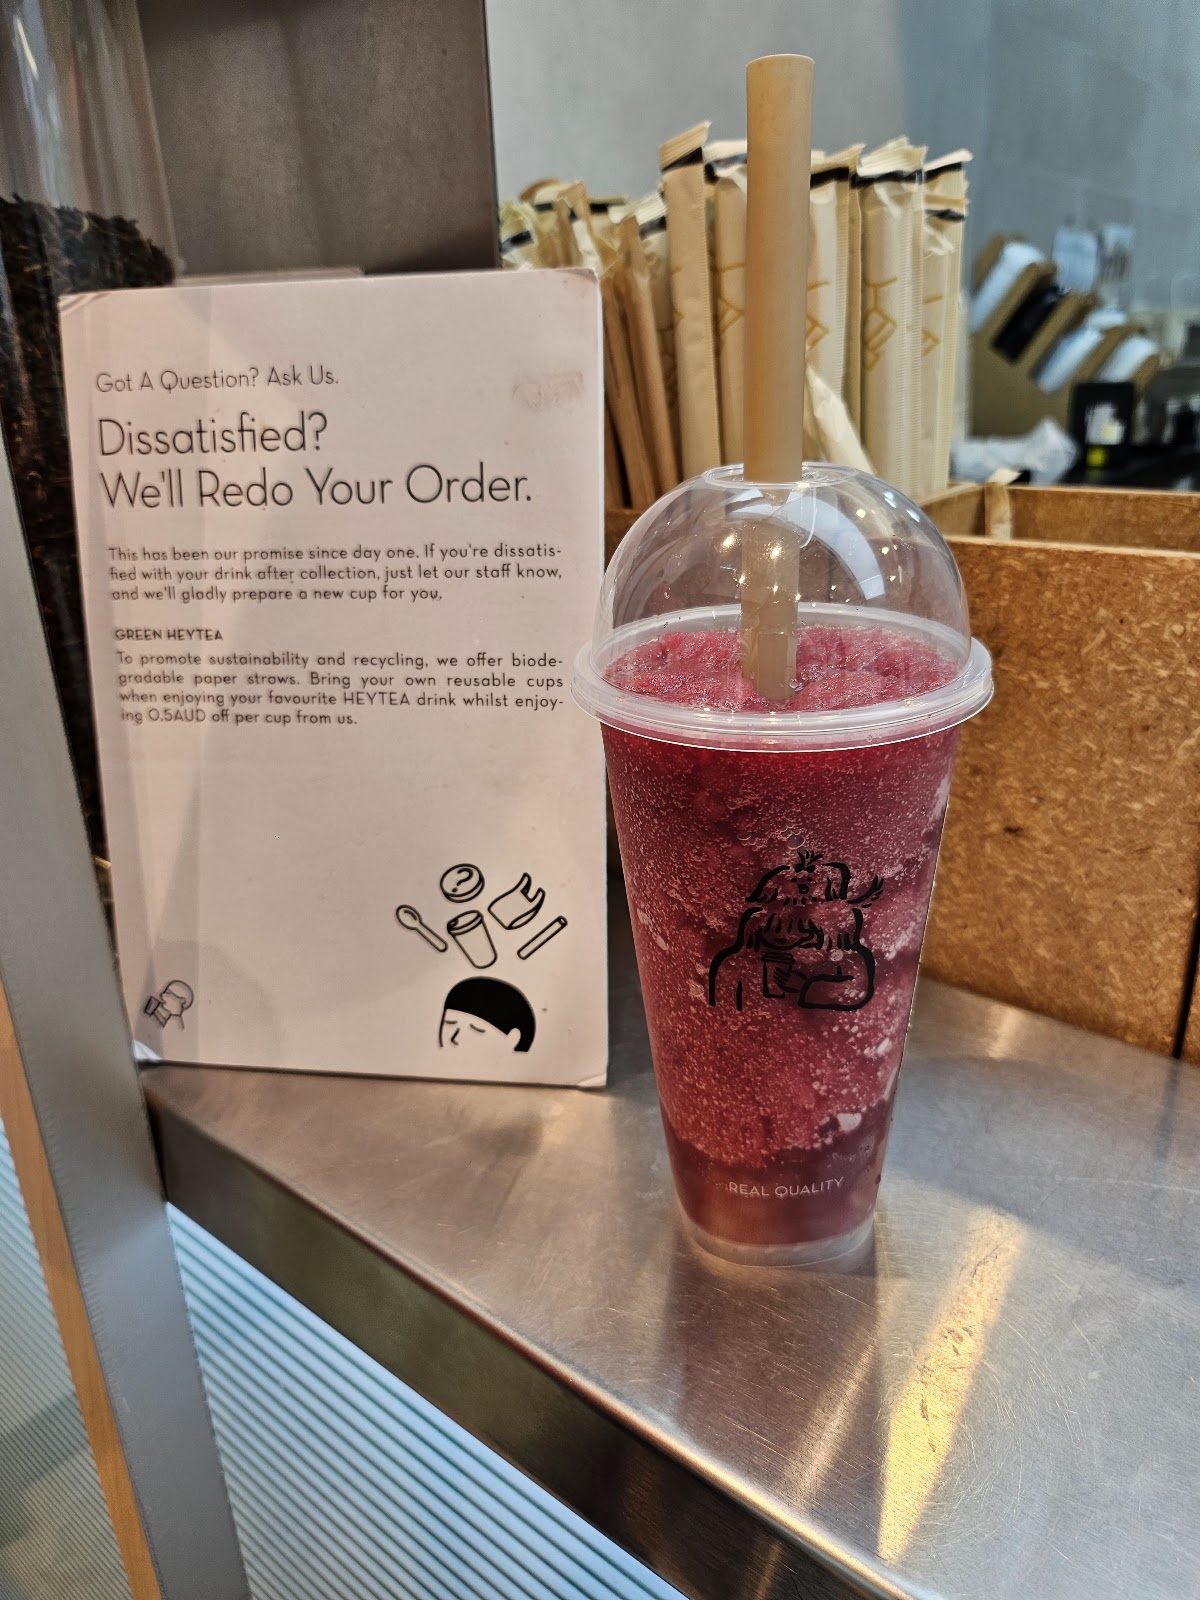 Got A Question? Ask Us.
Dissatisfied?
We'll Redo Your Order.
This has been our promise since day one. If you're dissatis-
fied with your drink after collection, just let our staff know,
and we'll gladly prepare a new cup for you.
GREEN HEYTEA
To promote sustainability and recycling, we offer biode-
gradable paper straws. Bring your own reusable cups
when enjoying your favourite HEYTEA drink whilst enjoy-
ing 0.5AUD off per cup from us.
?
REAL QUALITY